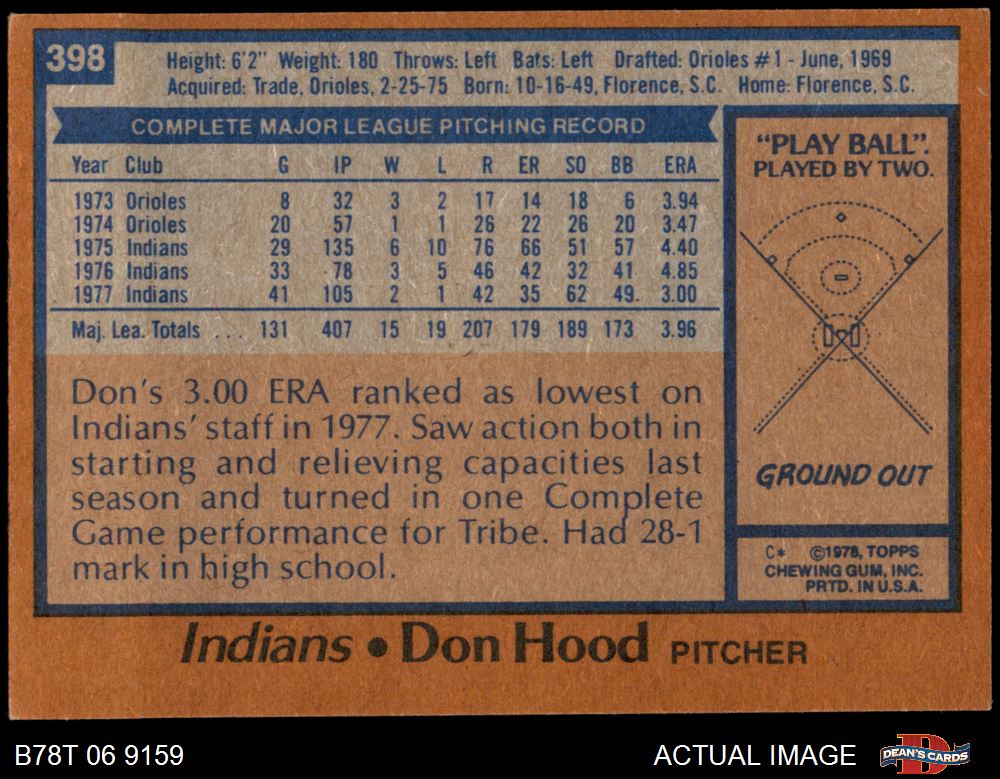 398
Height: 6'2" Weight: 180 Throws: Left Bats: Left Drafted: Orioles #1 - June, 1969
Acquired: Trade, Orioles, 2-25-75 Born: 10-16-49, Florence, S.C. Home: Florence, S.C.
COMPLETE MAJOR LEAGUE PITCHING RECORD
Year Club G IP W L R ER SO BB ERA
1973 Orioles 8 32 3 2 17 14 18 6 3.94
1974 Orioles 20 57 1 1 26 22 26 20 3.47
1975 Indians 29 135 6 10 76 66 51 57 4.40
1976 Indians 33 78 3 5 46 42 32 41 4.85
1977 Indians 41 105 2 1 42 35 62 49. 3.00
Maj. Lea. Totals ... 131 407 15 19 207 179 189 173 3.96
Don's 3.00 ERA ranked as lowest on
Indians' staff in 1977. Saw action both in
starting and relieving capacities last
season and turned in one Complete
Game performance for Tribe. Had 28-1
mark in high school.
"PLAY BALL".
PLAYED BY TWO.
GROUND OUT
C* ©1978, TOPPS
CHEWING GUM, INC.
PRTD. IN U.S.A.
Indians • Don Hood PITCHER
B78T 06 9159
ACTUAL IMAGE
D
DEAN'S CARDS